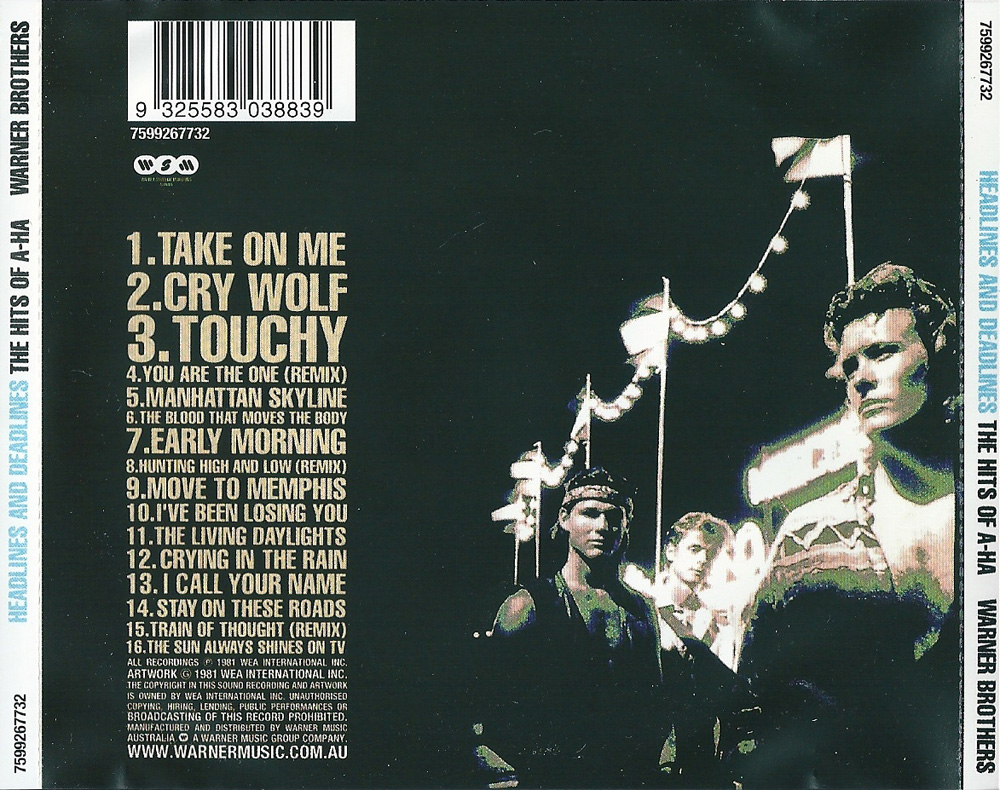 HEADLINES AND DEADLINES THE HITS OF A-HA WARNER BROTHERS
7599267732
9 325583 038839
7599267732
WSM
1.TAKE ON ME
2.CRY WOLF
3.TOUCHY
4.YOU ARE THE ONE (REMIX)
5.MANHATTAN SKYLINE
6.THE BLOOD THAT MOVES THE BODY
7.EARLY MORNING
8.HUNTING HIGH AND LOW (REMIX)
9.MOVE TO MEMPHIS
10.I'VE BEEN LOSING YOU
11.THE LIVING DAYLIGHTS
12.CRYING IN THE RAIN
13.I CALL YOUR NAME
14.STAY ON THESE ROADS
15.TRAIN OF THOUGHT (REMIX)
16.THE SUN ALWAYS SHINES ON TV
ALL RECORDINGS ℗ 1981 WEA INTERNATIONAL INC.
ARTWORK © 1981 WEA INTERNATIONAL INC.
THE COPYRIGHT IN THIS SOUND RECORDING AND ARTWORK
IS OWNED BY WEA INTERNATIONAL INC. UNAUTHORISED
COPYING, HIRING, LENDING, PUBLIC PERFORMANCES OR
BROADCASTING OF THIS RECORD PROHIBITED.
MANUFACTURED AND DISTRIBUTED BY WARNER MUSIC
AUSTRALIA A WARNER MUSIC GROUP COMPANY.
WWW.WARNERMUSIC.COM.AU
7599267732
HEADLINES AND DEADLINES THE HITS OF A-HA WARNER BROTHERS